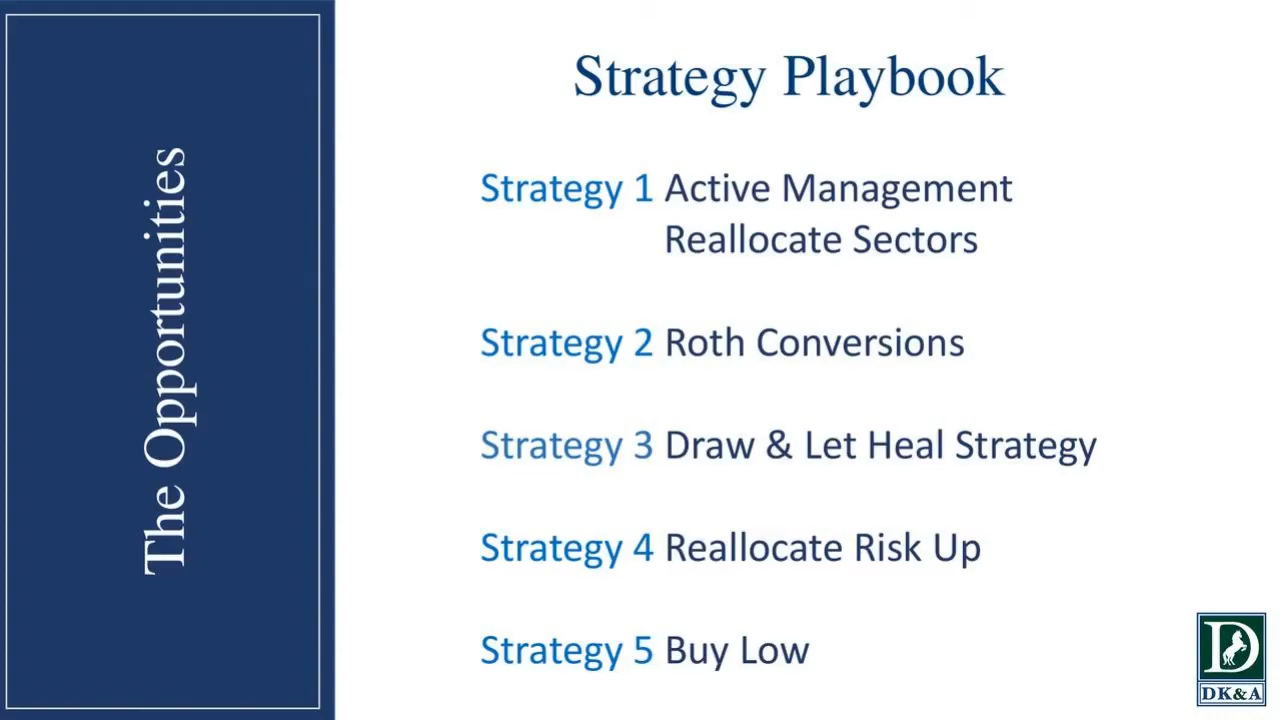 The Opportunities
Strategy Playbook
Strategy 1 Active Management
Reallocate Sectors
Strategy 2 Roth Conversions
Strategy 3 Draw & Let Heal Strategy
Strategy 4 Reallocate Risk Up
Strategy 5 Buy Low
D
DK&A